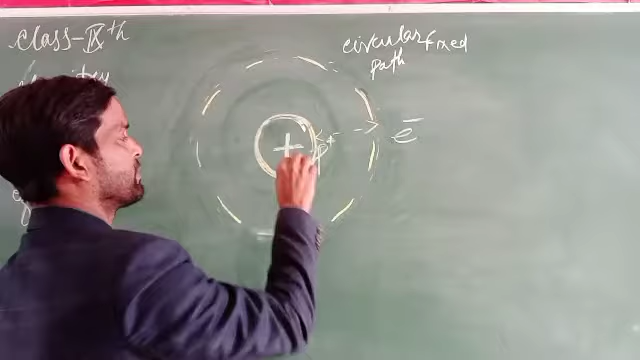 Class-IXth
circular fixed
path
+
P+
e-